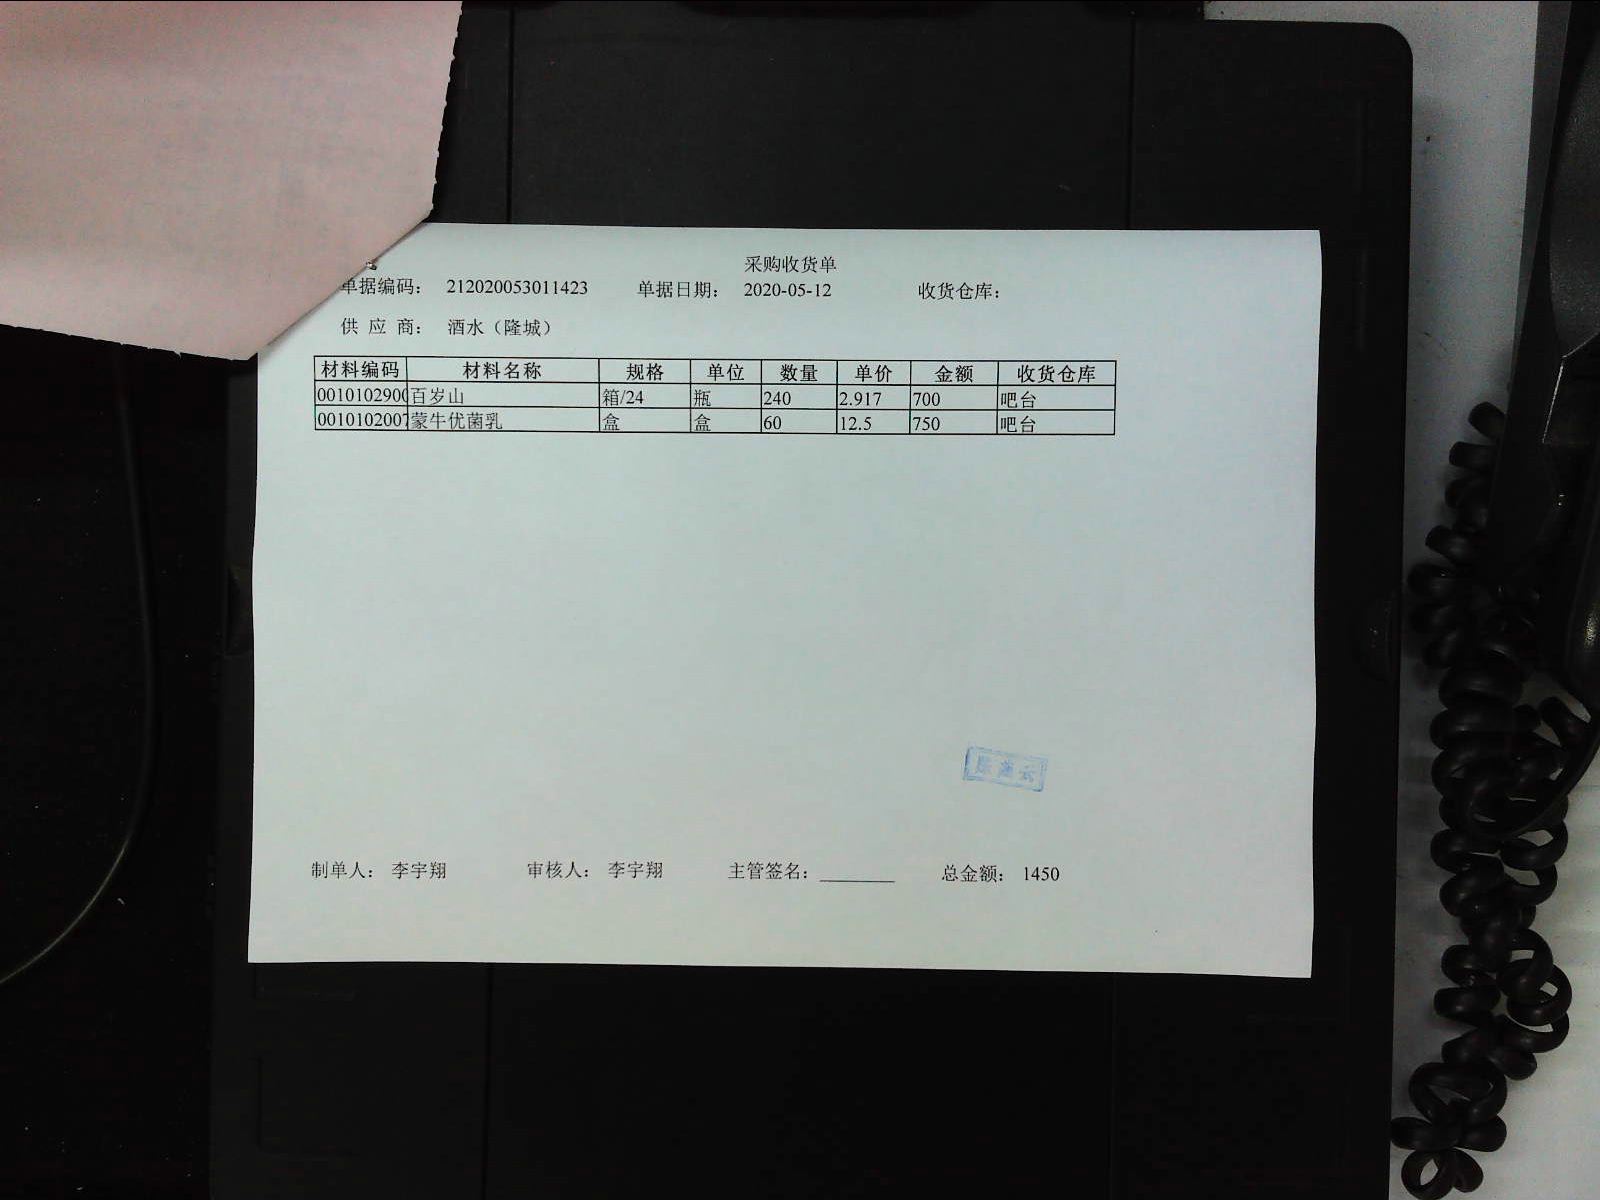 采购收货单
单据编码： 212020053011423 单据日期： 2020-05-12 收货仓库：
供 应 商： 酒水（隆城）
材料编码 材料名称 规格 单位 数量 单价 金额 收货仓库
0010102900 百岁山 箱/24 瓶 240 2.917 700 吧台
0010102007 蒙牛优菌乳 盒 盒 60 12.5 750 吧台
制单人： 李宇翔 审核人： 李宇翔 主管签名：________ 总金额： 1450